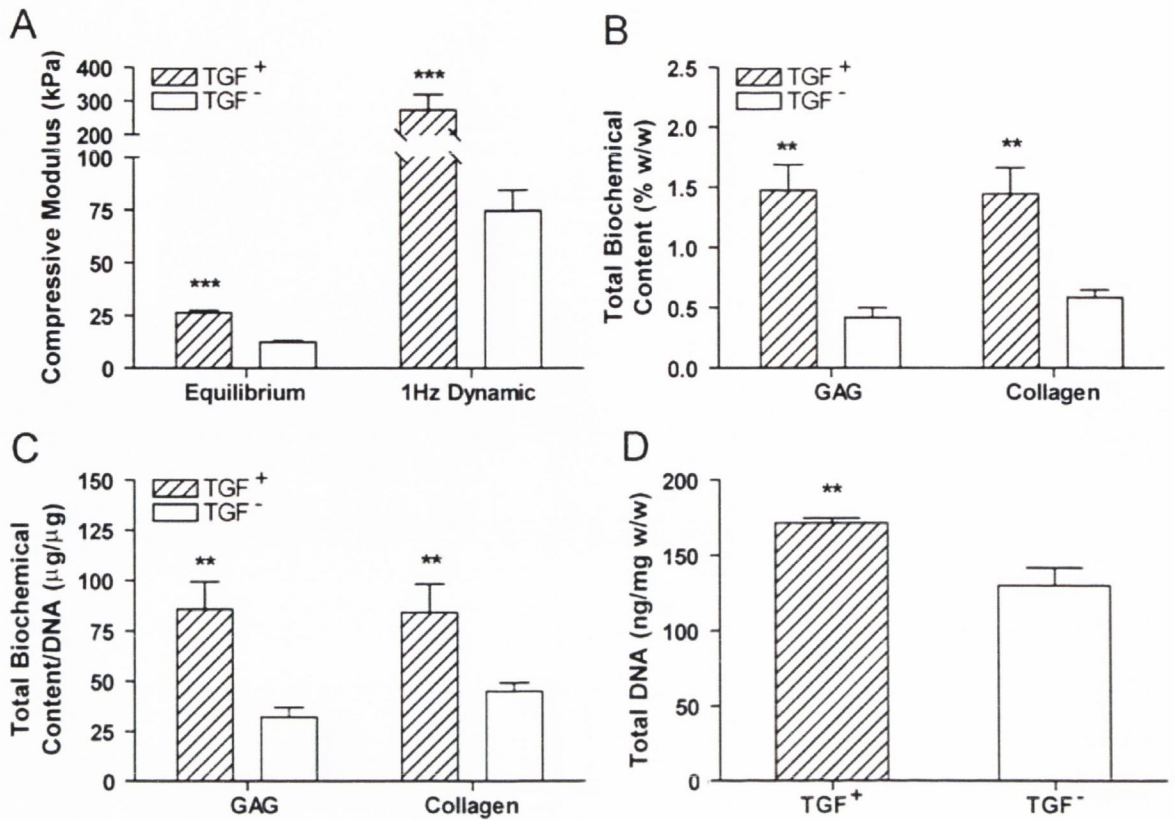 A
Compressive Modulus (kPa)
400
300
200
100
75
50
25
0
TGF+
TGF-
***
***
Equilibrium
1Hz Dynamic
B
Total Biochemical
Content (% w/w)
2.5
2.0
1.5
1.0
0.5
0.0
TGF+
TGF-
**
**
GAG
Collagen
C
Total Biochemical
Content/DNA (μg/μg)
150
125
100
75
50
25
0
TGF+
TGF-
**
**
GAG
Collagen
D
Total DNA (ng/mg w/w)
200
150
100
50
0
**
TGF+
TGF-